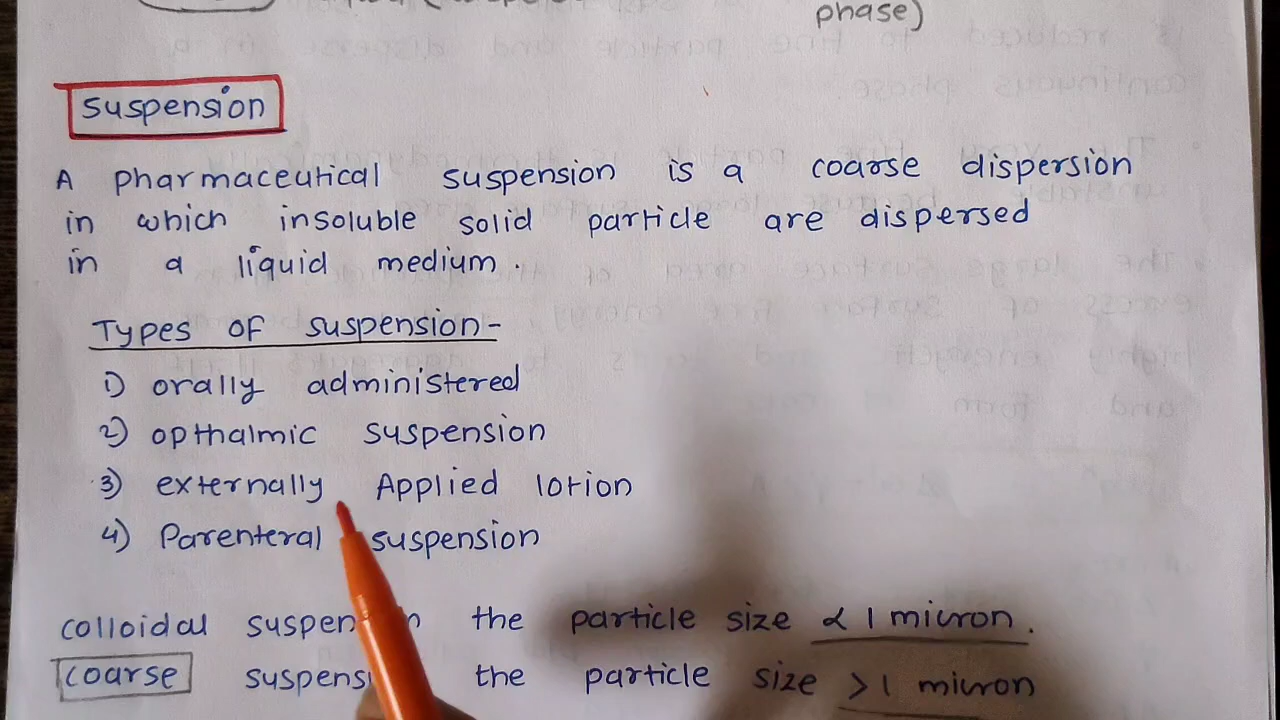 phase)
suspension
A pharmaceutical suspension is a coarse dispersion
in which insoluble solid particle are dispersed
in a liquid medium.
Types of suspension-
1) orally administered
2) opthalmic suspension
3) externally Applied lotion
4) Parenteral suspension
colloidal suspen n the particle size < 1 micron.
coarse suspensi the particle size > 1 micron